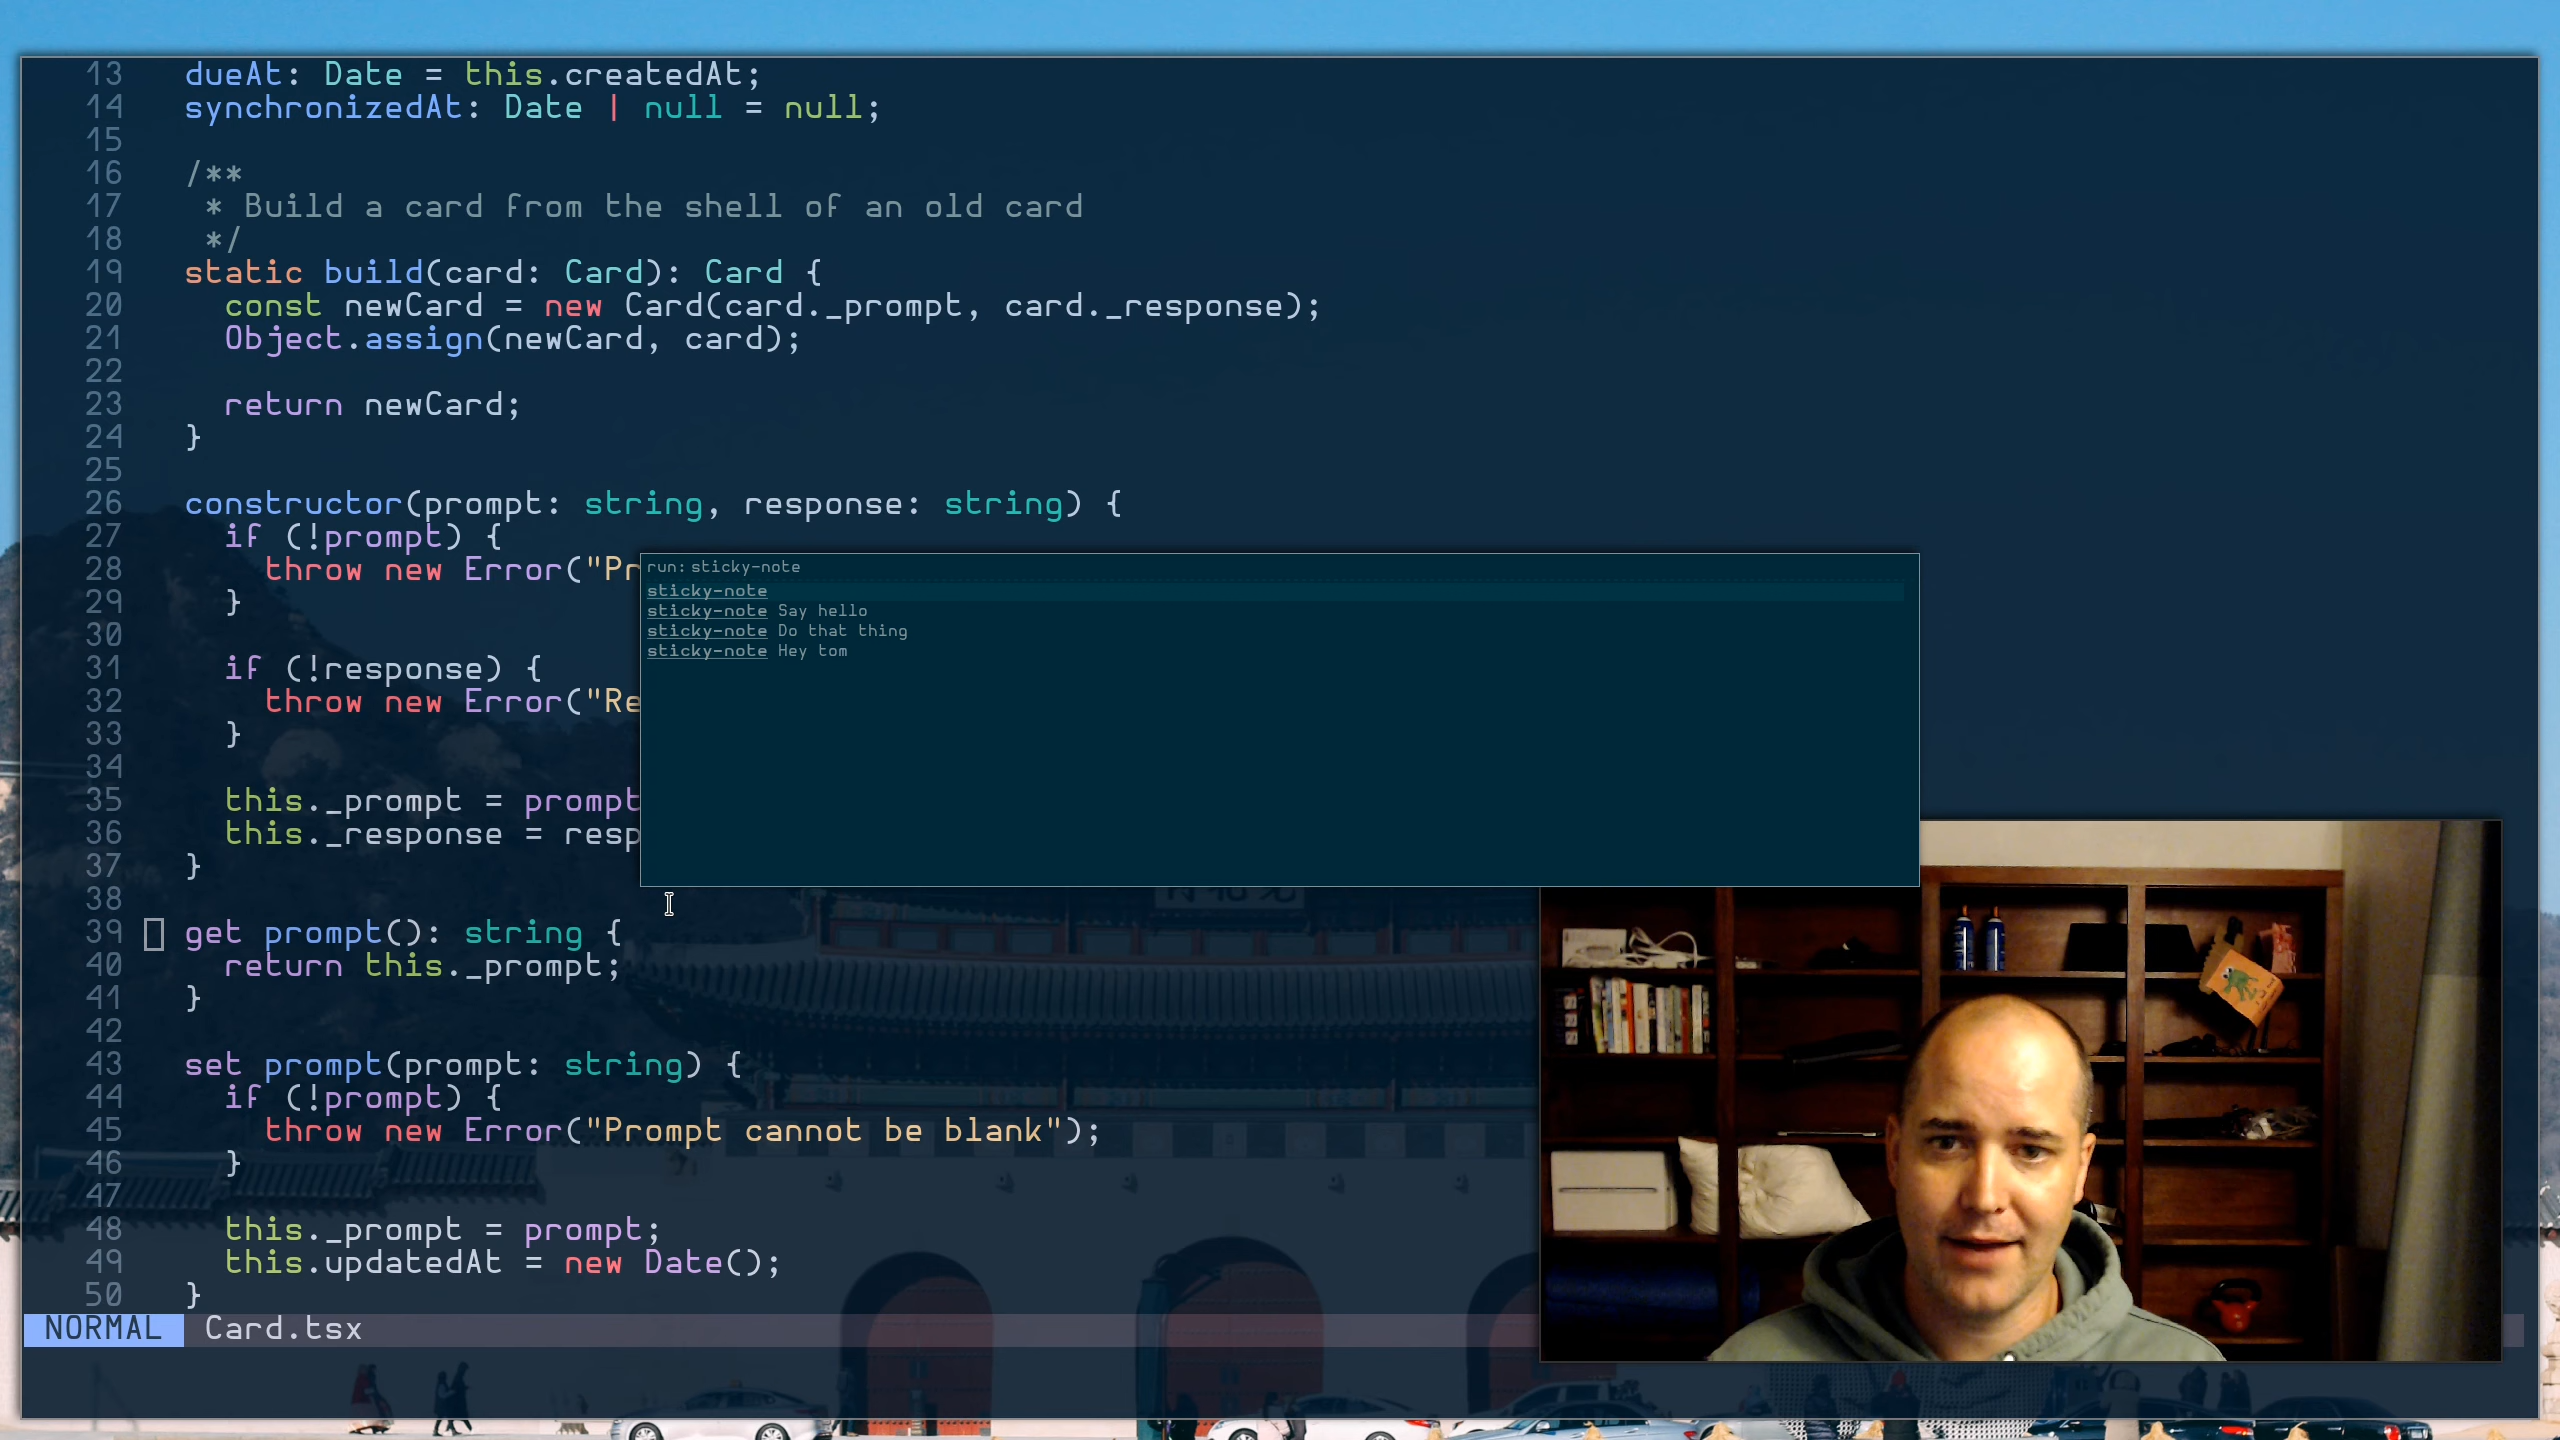 13 dueAt: Date = this.createdAt;
14 synchronizedAt: Date | null = null;
15
16 /**
17 * Build a card from the shell of an old card
18 */
19 static build(card: Card): Card {
20 const newCard = new Card(card._prompt, card._response);
21 Object.assign(newCard, card);
22
23 return newCard;
24 }
25
26 constructor(prompt: string, response: string) {
27 if (!prompt) {
28 throw new Error("Pr
29 }
30
31 if (!response) {
32 throw new Error("Re
33 }
34
35 this._prompt = prompt
36 this._response = resp
37 }
38
39 get prompt(): string {
40 return this._prompt;
41 }
42
43 set prompt(prompt: string) {
44 if (!prompt) {
45 throw new Error("Prompt cannot be blank");
46 }
47
48 this._prompt = prompt;
49 this.updatedAt = new Date();
50 }
NORMAL Card.tsx
run: sticky-note
sticky-note
sticky-note Say hello
sticky-note Do that thing
sticky-note Hey tom